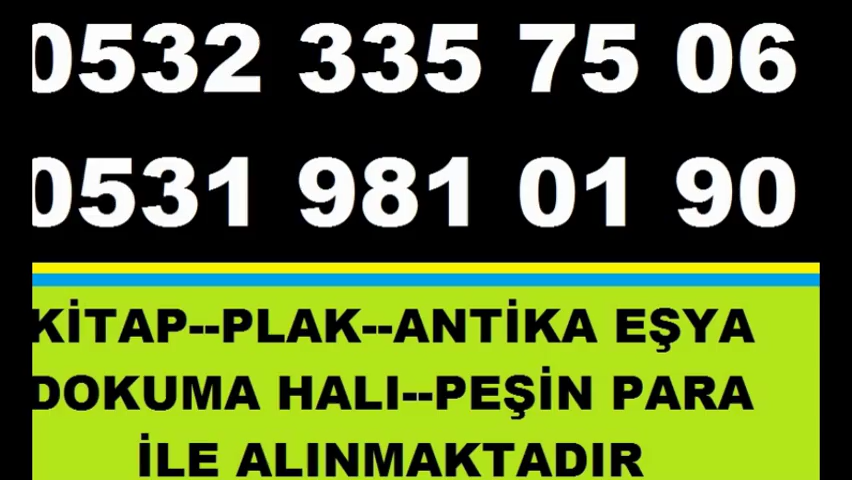 0532 335 75 06
0531 981 01 90
KİTAP--PLAK--ANTİKA EŞYA
DOKUMA HALI--PEŞİN PARA
İLE ALINMAKTADIR